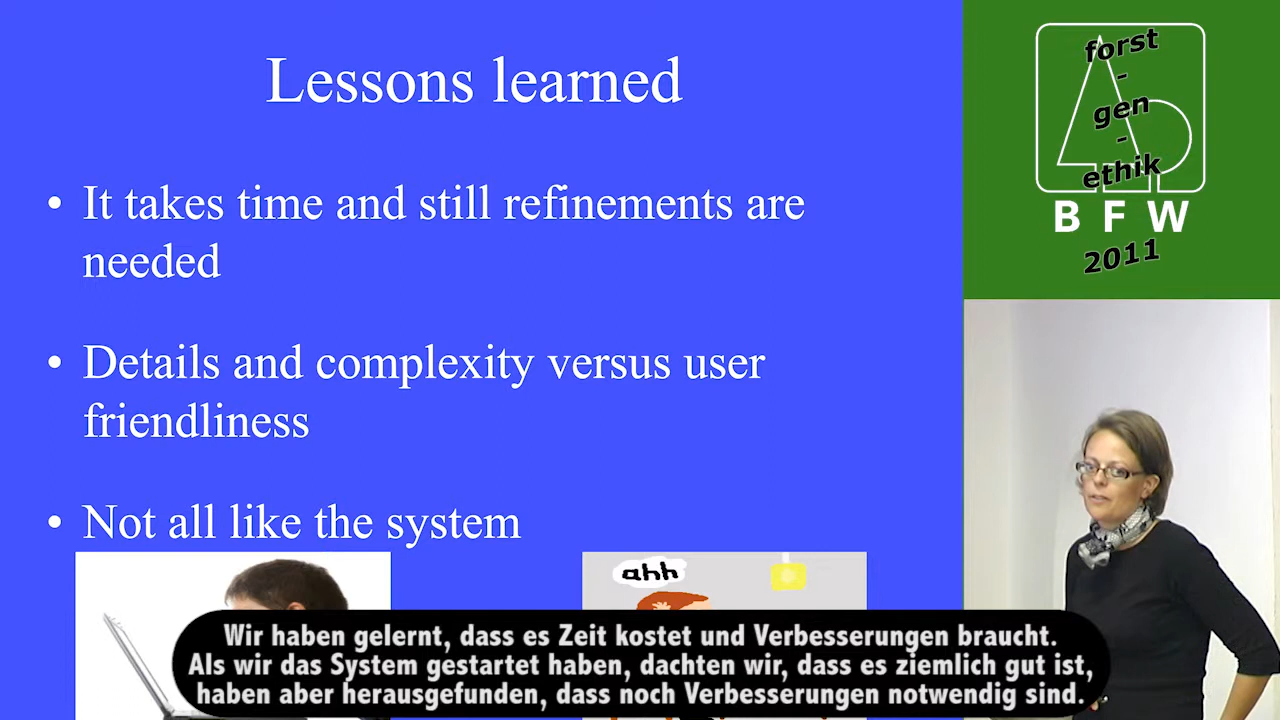 Lessons learned
• It takes time and still refinements are
needed
• Details and complexity versus user
friendliness
• Not all like the system
ahh
forst
-
gen
-
ethik
B F W
2011
Wir haben gelernt, dass es Zeit kostet und Verbesserungen braucht.
Als wir das System gestartet haben, dachten wir, dass es ziemlich gut ist,
haben aber herausgefunden, dass noch Verbesserungen notwendig sind.